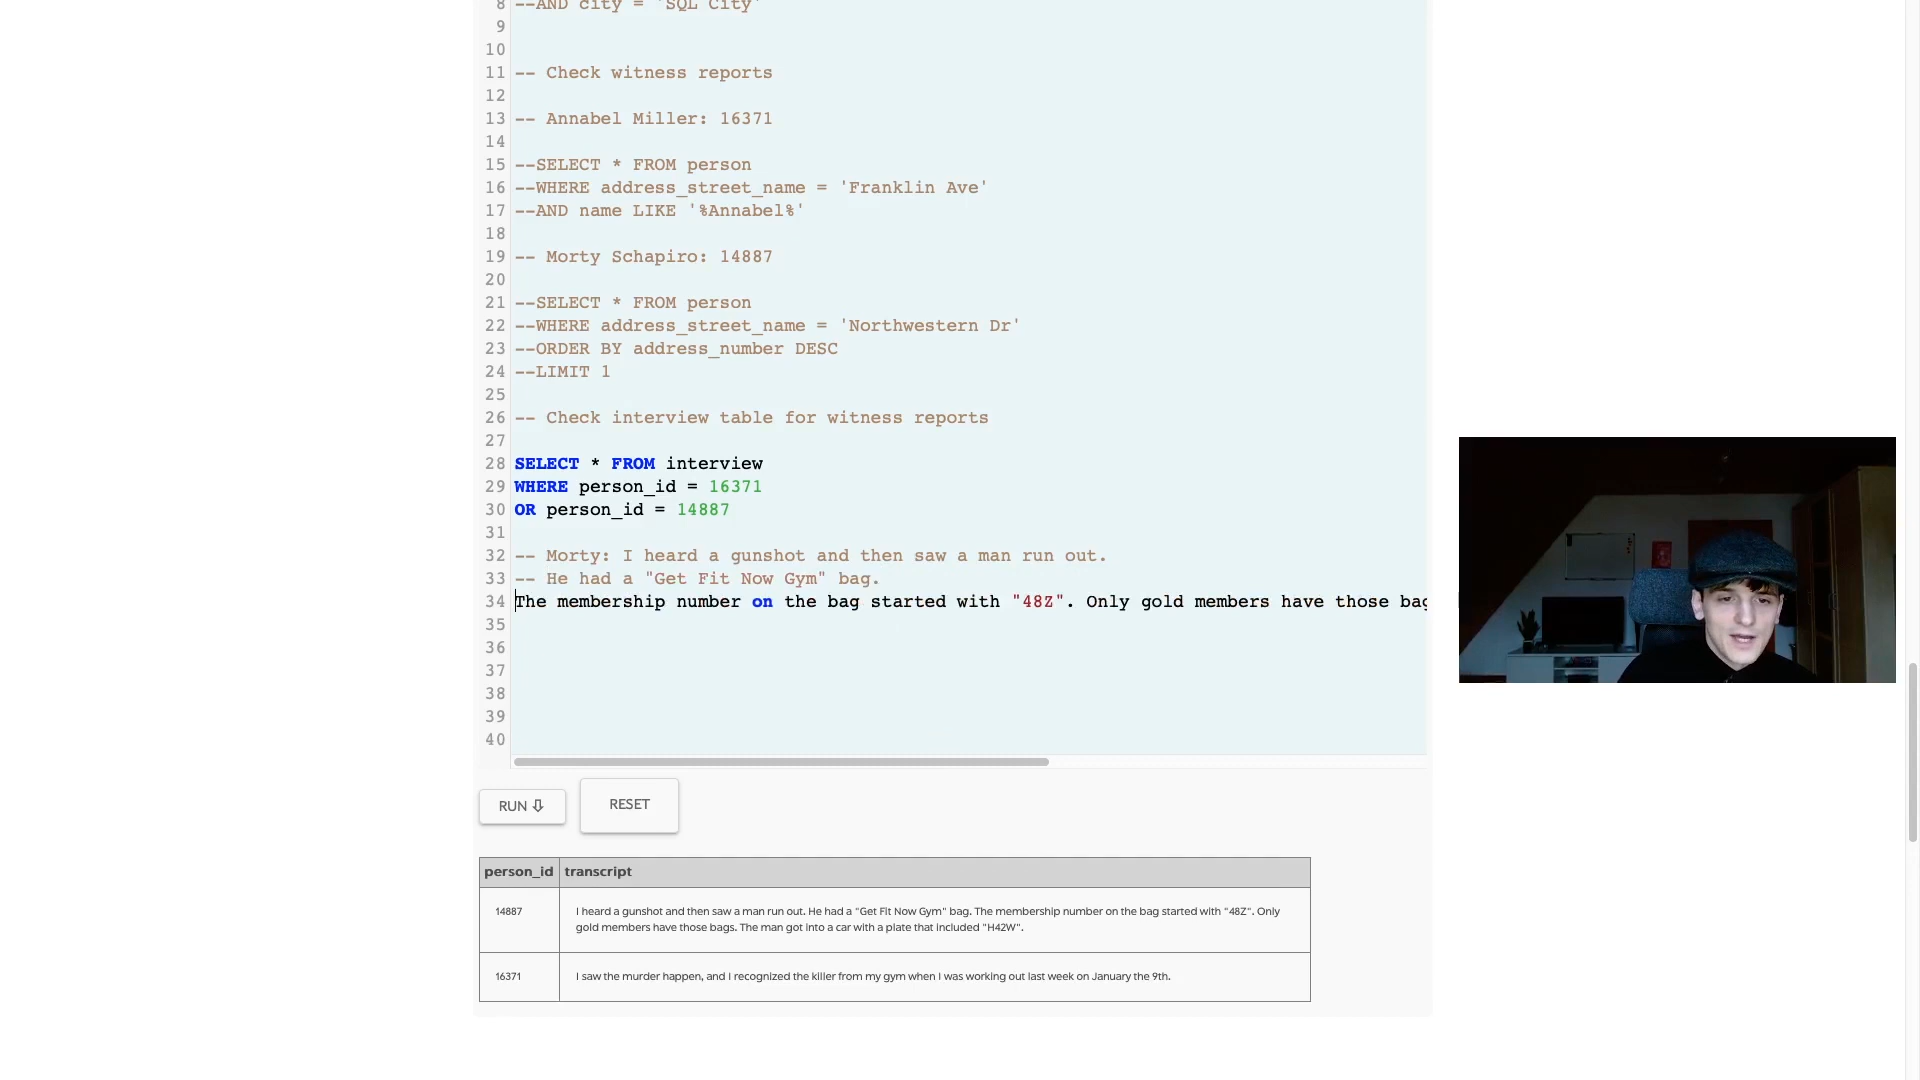 8 --AND city = 'SQL City'
9
10
11 -- Check witness reports
12
13 -- Annabel Miller: 16371
14
15 --SELECT * FROM person
16 --WHERE address_street_name = 'Franklin Ave'
17 --AND name LIKE '%Annabel%'
18
19 -- Morty Schapiro: 14887
20
21 --SELECT * FROM person
22 --WHERE address_street_name = 'Northwestern Dr'
23 --ORDER BY address_number DESC
24 --LIMIT 1
25
26 -- Check interview table for witness reports
27
28 SELECT * FROM interview
29 WHERE person_id = 16371
30 OR person_id = 14887
31
32 -- Morty: I heard a gunshot and then saw a man run out.
33 -- He had a "Get Fit Now Gym" bag.
34 The membership number on the bag started with "48Z". Only gold members have those bag
35
36
37
38
39
40
RUN ⇩ RESET
person_id transcript
14887 I heard a gunshot and then saw a man run out. He had a "Get Fit Now Gym" bag. The membership number on the bag started with "48Z". Only
gold members have those bags. The man got into a car with a plate that included "H42W".
16371 I saw the murder happen, and I recognized the killer from my gym when I was working out last week on January the 9th.